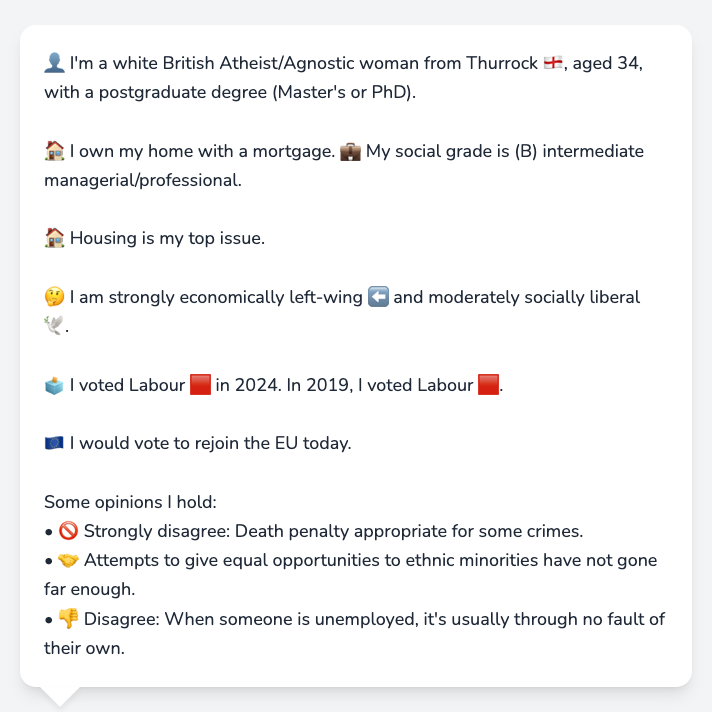 👤 I'm a white British Atheist/Agnostic woman from Thurrock 🏴󠁧󠁢󠁥󠁮󠁧󠁿, aged 34,
with a postgraduate degree (Master's or PhD).
🏠 I own my home with a mortgage. 💼 My social grade is (B) intermediate
managerial/professional.
🏠 Housing is my top issue.
🤔 I am strongly economically left-wing ⬅️ and moderately socially liberal
🕊️.
🗳️ I voted Labour 🟥 in 2024. In 2019, I voted Labour 🟥.
🇪🇺 I would vote to rejoin the EU today.
Some opinions I hold:
• 🚫 Strongly disagree: Death penalty appropriate for some crimes.
• 🤝 Attempts to give equal opportunities to ethnic minorities have not gone
far enough.
• 👎 Disagree: When someone is unemployed, it's usually through no fault of
their own.